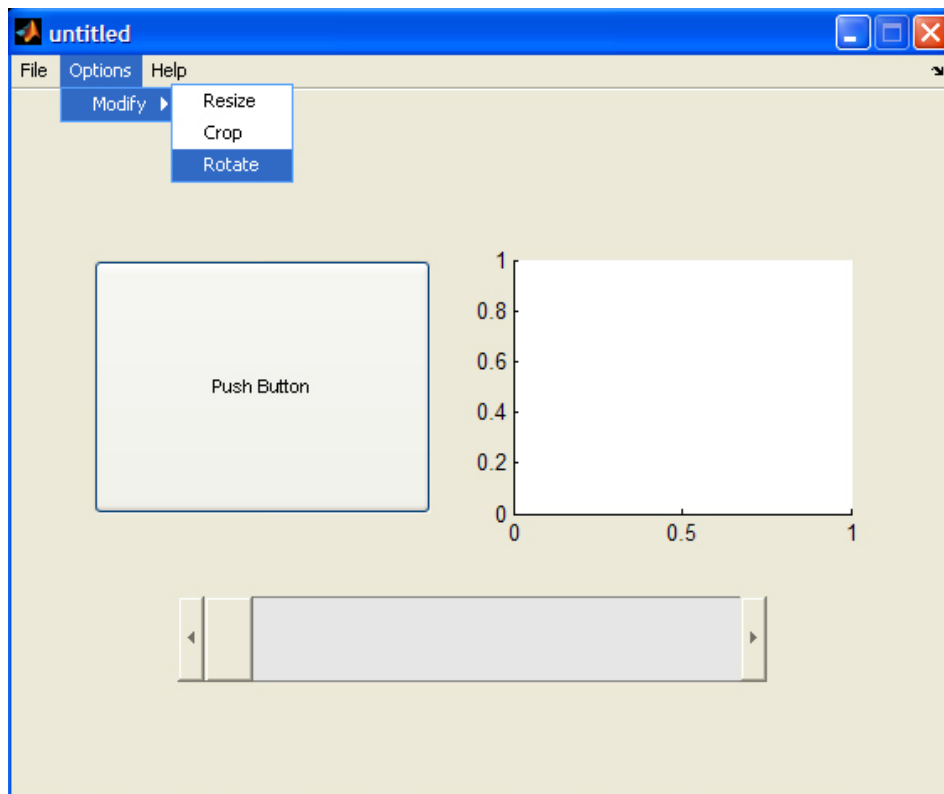 untitled
File Options Help
Modify
Resize
Crop
Rotate
Push Button
1
0.8
0.6
0.4
0.2
0
0 0.5 1